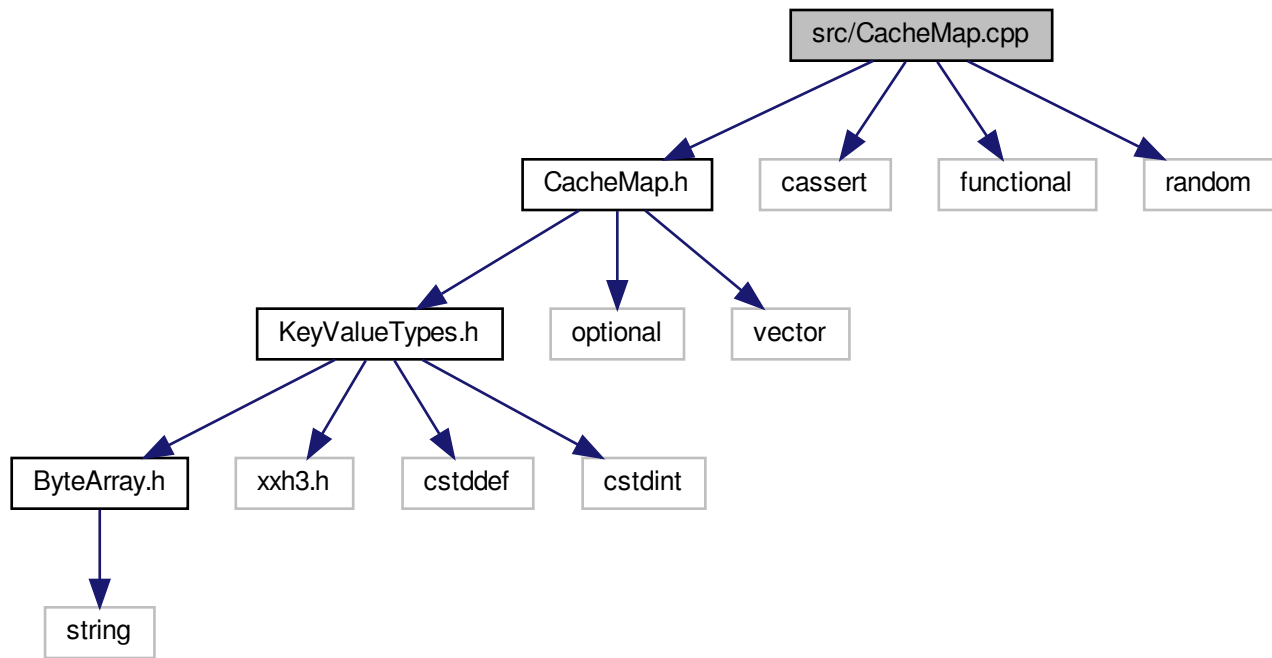 src/CacheMap.cpp
CacheMap.h
cassert
functional
random
KeyValueTypes.h
optional
vector
ByteArray.h
xxh3.h
cstddef
cstdint
string